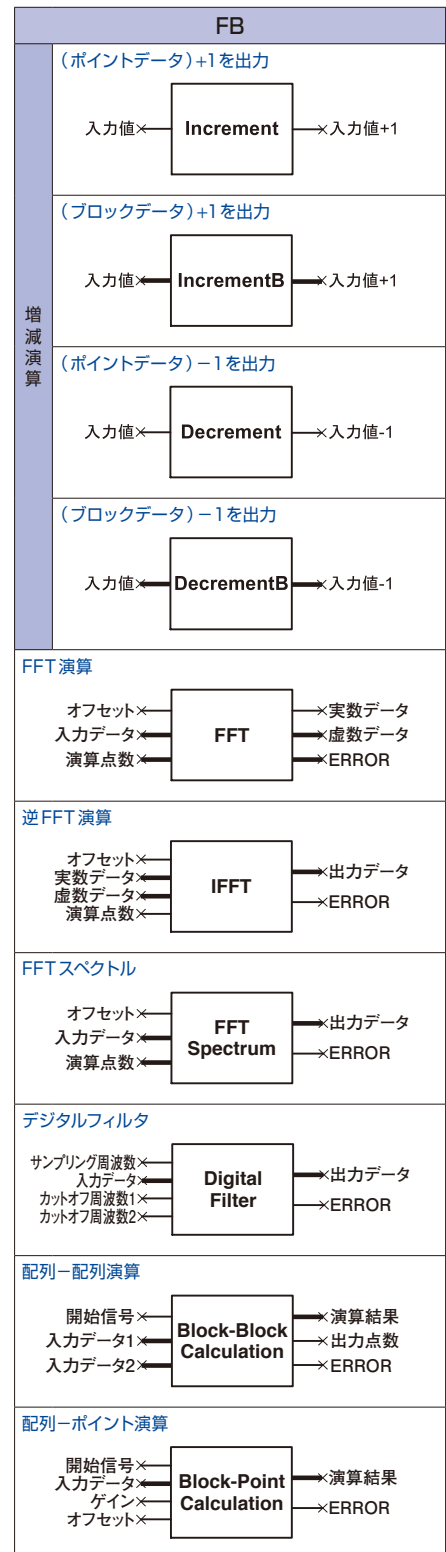 FB
増減演算
（ポイントデータ）+1を出力
入力値 Increment 入力値+1
（ブロックデータ）+1を出力
入力値 IncrementB 入力値+1
（ポイントデータ）－1を出力
入力値 Decrement 入力値-1
（ブロックデータ）－1を出力
入力値 DecrementB 入力値-1
FFT演算
オフセット
入力データ
演算点数
FFT
実数データ
虚数データ
ERROR
逆FFT演算
オフセット
実数データ
虚数データ
演算点数
IFFT
出力データ
ERROR
FFTスペクトル
オフセット
入力データ
演算点数
FFT
Spectrum
出力データ
ERROR
デジタルフィルタ
サンプリング周波数
入力データ
カットオフ周波数1
カットオフ周波数2
Digital
Filter
出力データ
ERROR
配列－配列演算
開始信号
入力データ1
入力データ2
Block-Block
Calculation
演算結果
出力点数
ERROR
配列－ポイント演算
開始信号
入力データ
ゲイン
オフセット
Block-Point
Calculation
演算結果
ERROR